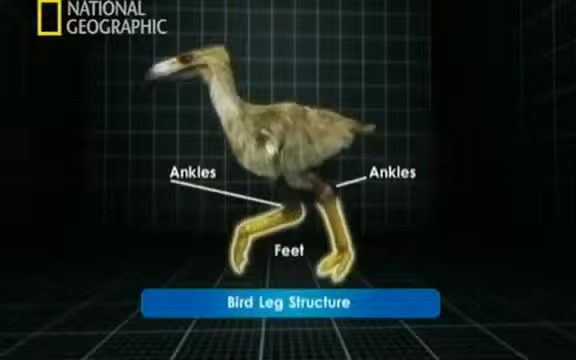 NATIONAL
GEOGRAPHIC
Ankles
Ankles
Feet
Bird Leg Structure